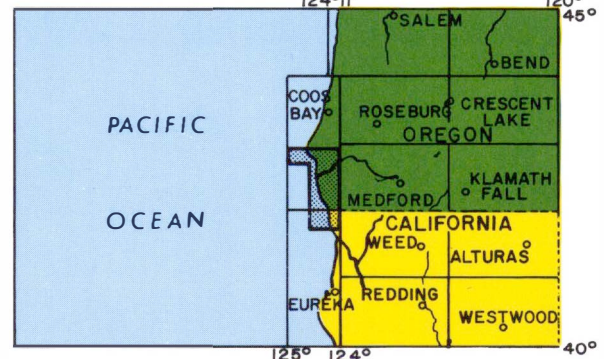 124-11
120°
45°
SALEM
BEND
COOS
BAY
ROSEBURG
CRESCENT
LAKE
PACIFIC
OREGON
KLAMATH
FALL
MEDFORD
OCEAN
CALIFORNIA
WEED
ALTURAS
EUREKA
REDDING
WESTWOOD
125° 124°
40°